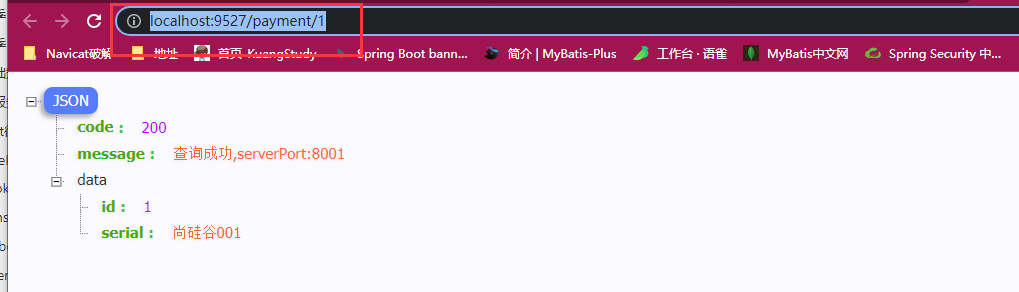 localhost:9527/payment/1
Navicat破解 地址 首页-KuangStudy Spring Boot bann... 简介 | MyBatis-Plus 工作台 · 语雀 MyBatis中文网 Spring Security 中...
JSON
code : 200
message : 查询成功,serverPort:8001
data
id : 1
serial : 尚硅谷001